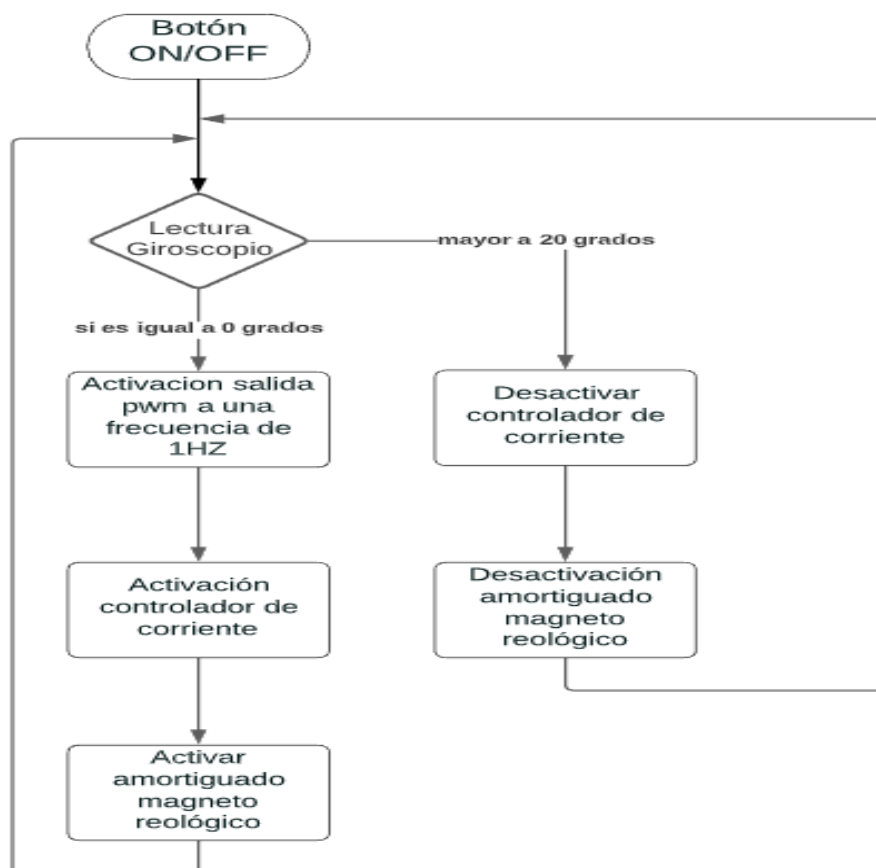 Botón
ON/OFF
Lectura
Giroscopio
mayor a 20 grados
si es igual a 0 grados
Activacion salida
pwm a una
frecuencia de
1HZ
Desactivar
controlador de
corriente
Activación
controlador de
corriente
Desactivación
amortiguado
magneto
reológico
Activar
amortiguado
magneto
reológico